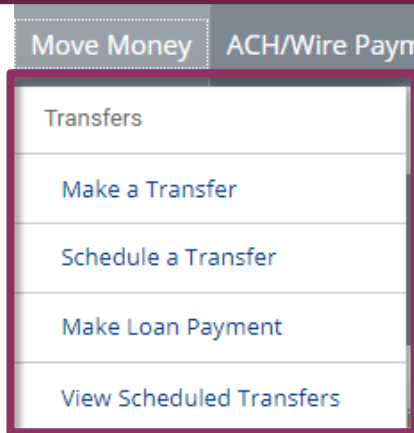 Move Money ACH/Wire Paym
Transfers
Make a Transfer
Schedule a Transfer
Make Loan Payment
View Scheduled Transfers